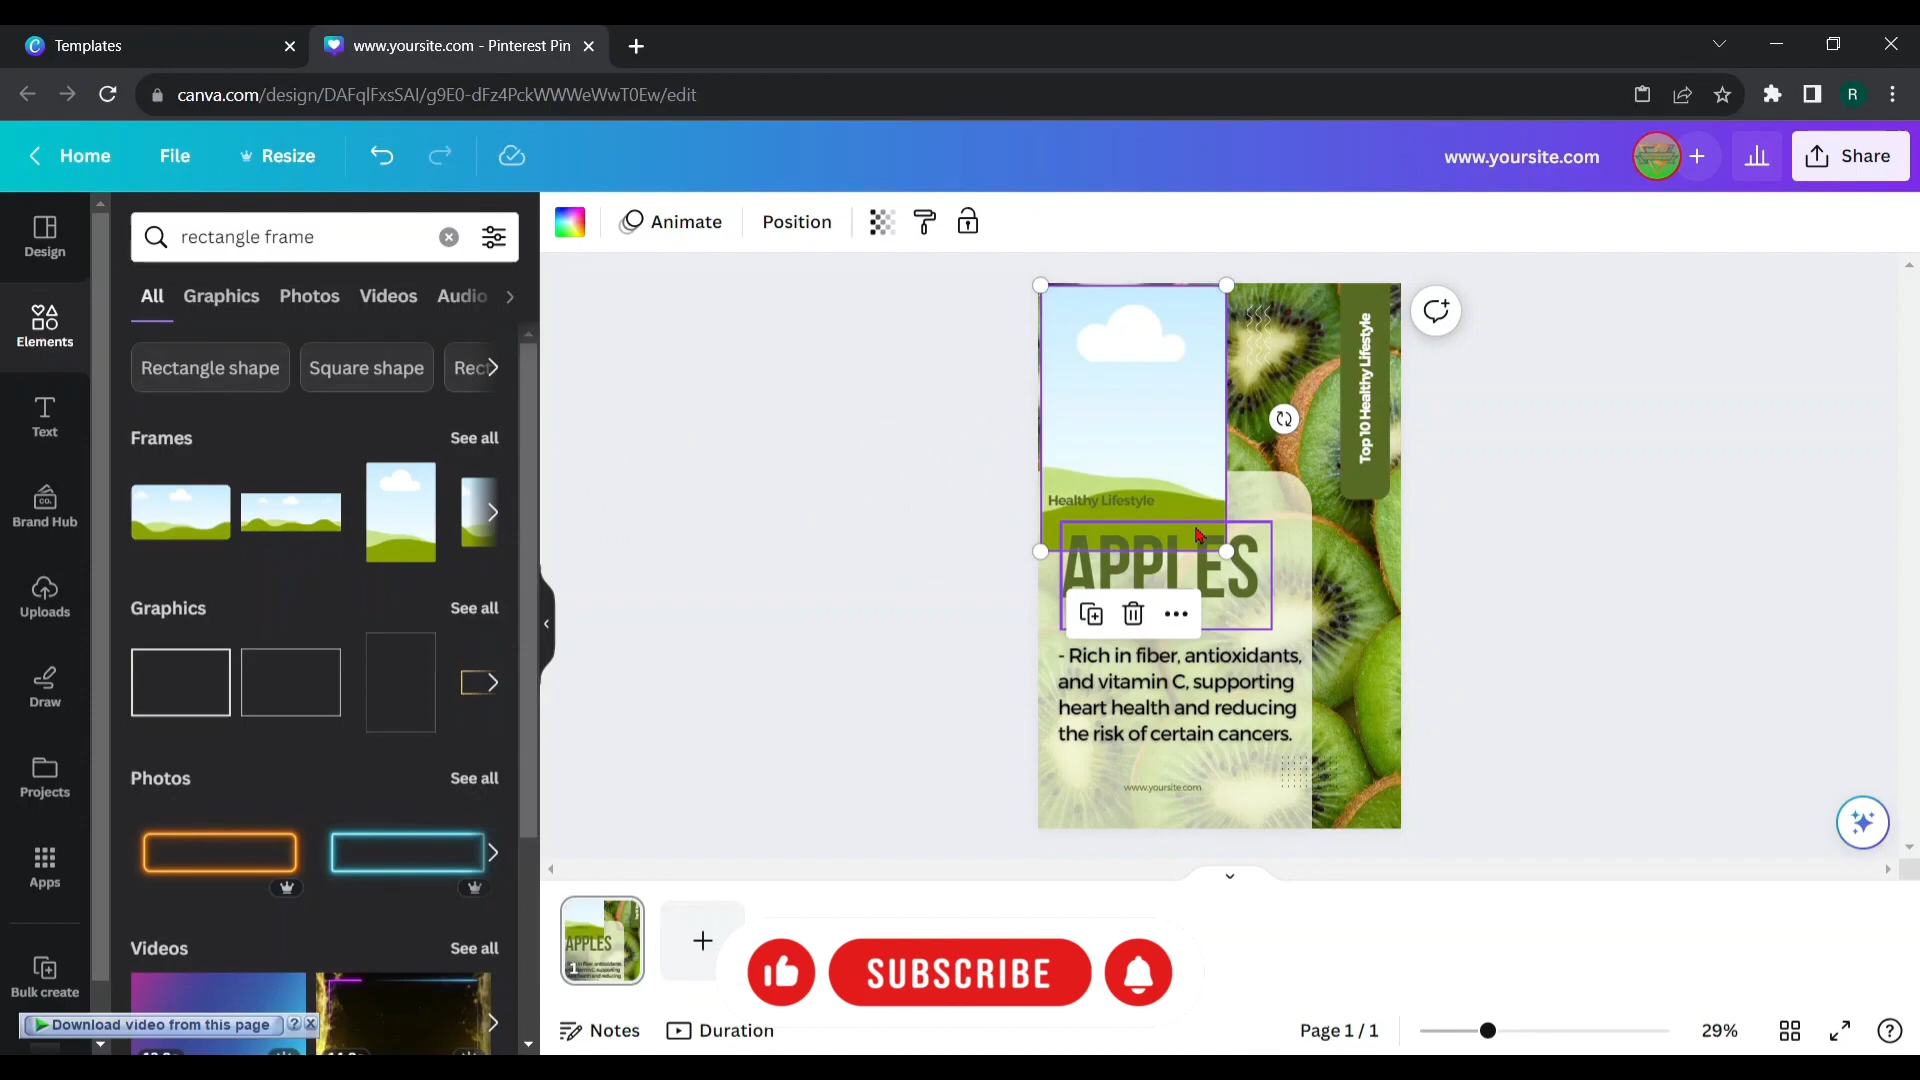 Templates
www.yoursite.com - Pinterest Pin
canva.com/design/DAFqlFxsSAI/g9E0-dFz4PckWWWeWwT0Ew/edit
R
Home
File
Resize
www.yoursite.com
Share
Design
Elements
Text
Brand Hub
CO.
Uploads
Draw
Projects
Apps
Bulk create
rectangle frame
All
Graphics
Photos
Videos
Audio
Rectangle shape
Square shape
Rect
Frames
See all
Graphics
See all
Photos
See all
Videos
See all
Download video from this page
Animate
Position
Top 10 Healthy Lifestyle
Healthy Lifestyle
APPLES
- Rich in fiber, antioxidants,
and vitamin C, supporting
heart health and reducing
the risk of certain cancers.
www.yoursite.com
APPLES
1
SUBSCRIBE
Notes
Duration
Page 1 / 1
29%